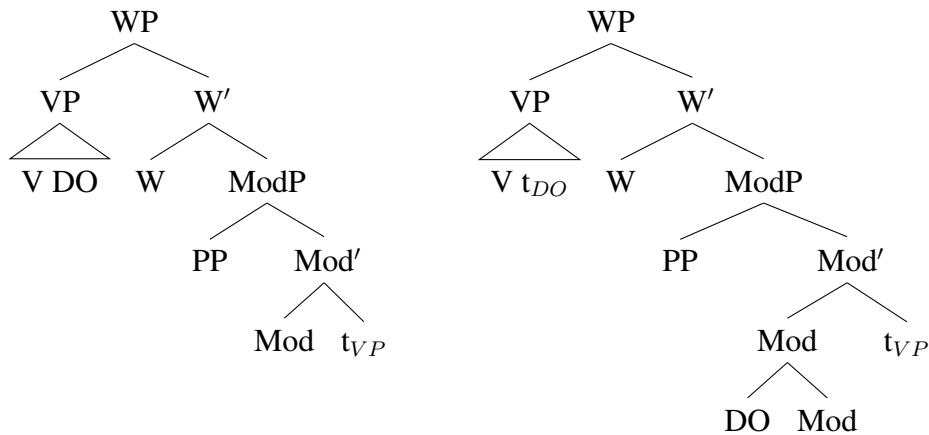 WP WP
VP W′ VP W′
V DO W ModP V t_DO W ModP
PP Mod′ PP Mod′
Mod t_VP Mod t_VP
DO Mod